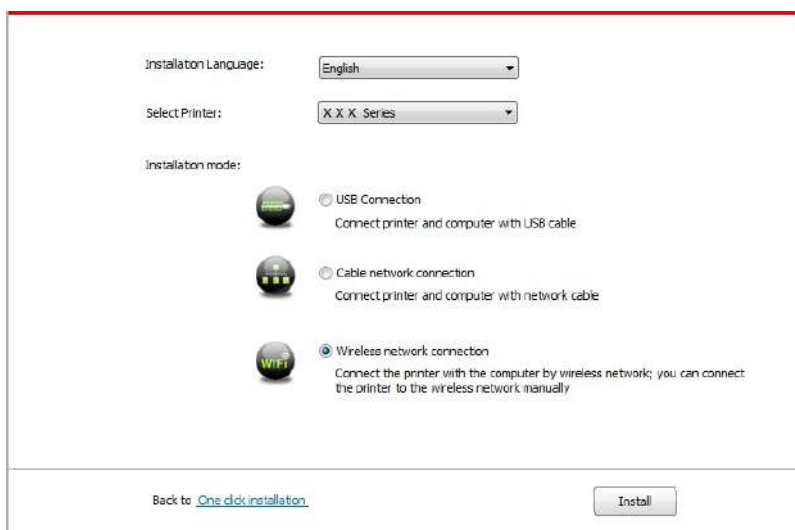 Installation Language:
English
Select Printer:
X X X Series
Installation mode:
USB Connection
Connect printer and computer with USB cable
Cable network connection
Connect printer and computer with network cable
WiFi
Wireless network connection
Connect the printer with the computer by wireless network; you can connect
the printer to the wireless network manually
Back to One click installation
Install